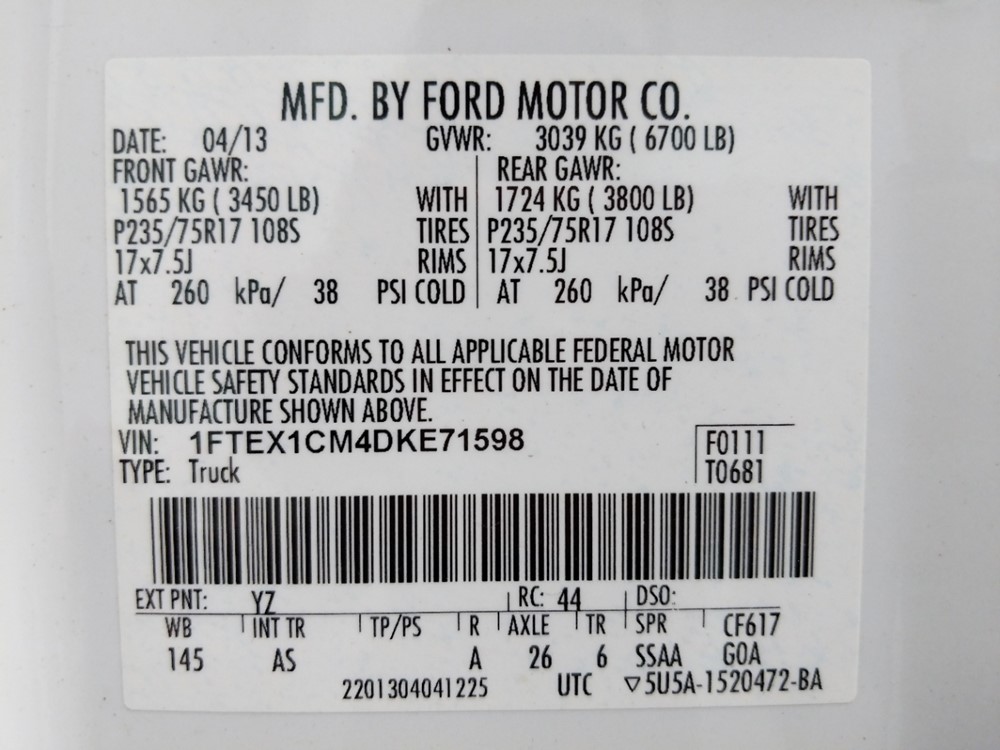 MFD. BY FORD MOTOR CO.
DATE: 04/13 GVWR: 3039 KG ( 6700 LB)
FRONT GAWR: REAR GAWR:
1565 KG ( 3450 LB) WITH 1724 KG ( 3800 LB) WITH
P235/75R17 108S TIRES P235/75R17 108S TIRES
17x7.5J RIMS 17x7.5J RIMS
AT 260 kPa/ 38 PSI COLD AT 260 kPa/ 38 PSI COLD
THIS VEHICLE CONFORMS TO ALL APPLICABLE FEDERAL MOTOR
VEHICLE SAFETY STANDARDS IN EFFECT ON THE DATE OF
MANUFACTURE SHOWN ABOVE.
VIN: 1FTEX1CM4DKE71598 F0111
TYPE: Truck T0681
EXT PNT: YZ RC: 44 DSO:
WB INT TR TP/PS R AXLE TR SPR CF617
145 AS A 26 6 SSAA GOA
2201304041225 UTC ▽5U5A-1520472-BA